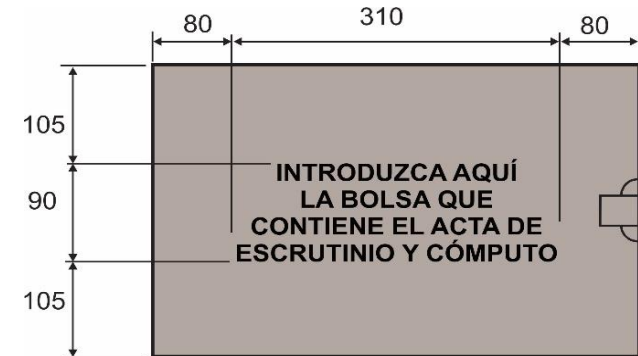 80 310 80
105
90
105
INTRODUZCA AQUÍ
LA BOLSA QUE
CONTIENE EL ACTA DE
ESCRUTINIO Y CÓMPUTO